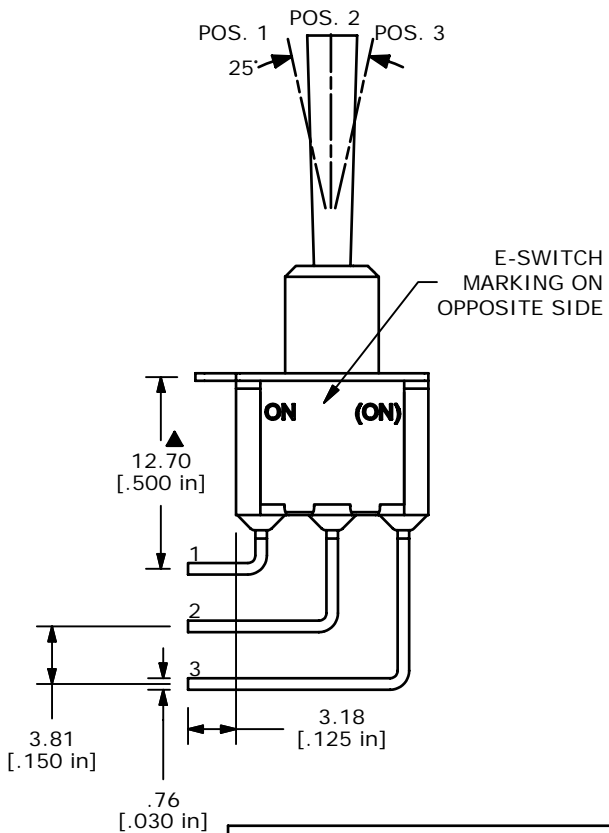 POS. 1
POS. 2
POS. 3
25°
E-SWITCH
MARKING ON
OPPOSITE SIDE
ON
(ON)
▲
12.70
[.500 in]
1
2
3
3.18
[.125 in]
3.81
[.150 in]
.76
[.030 in]